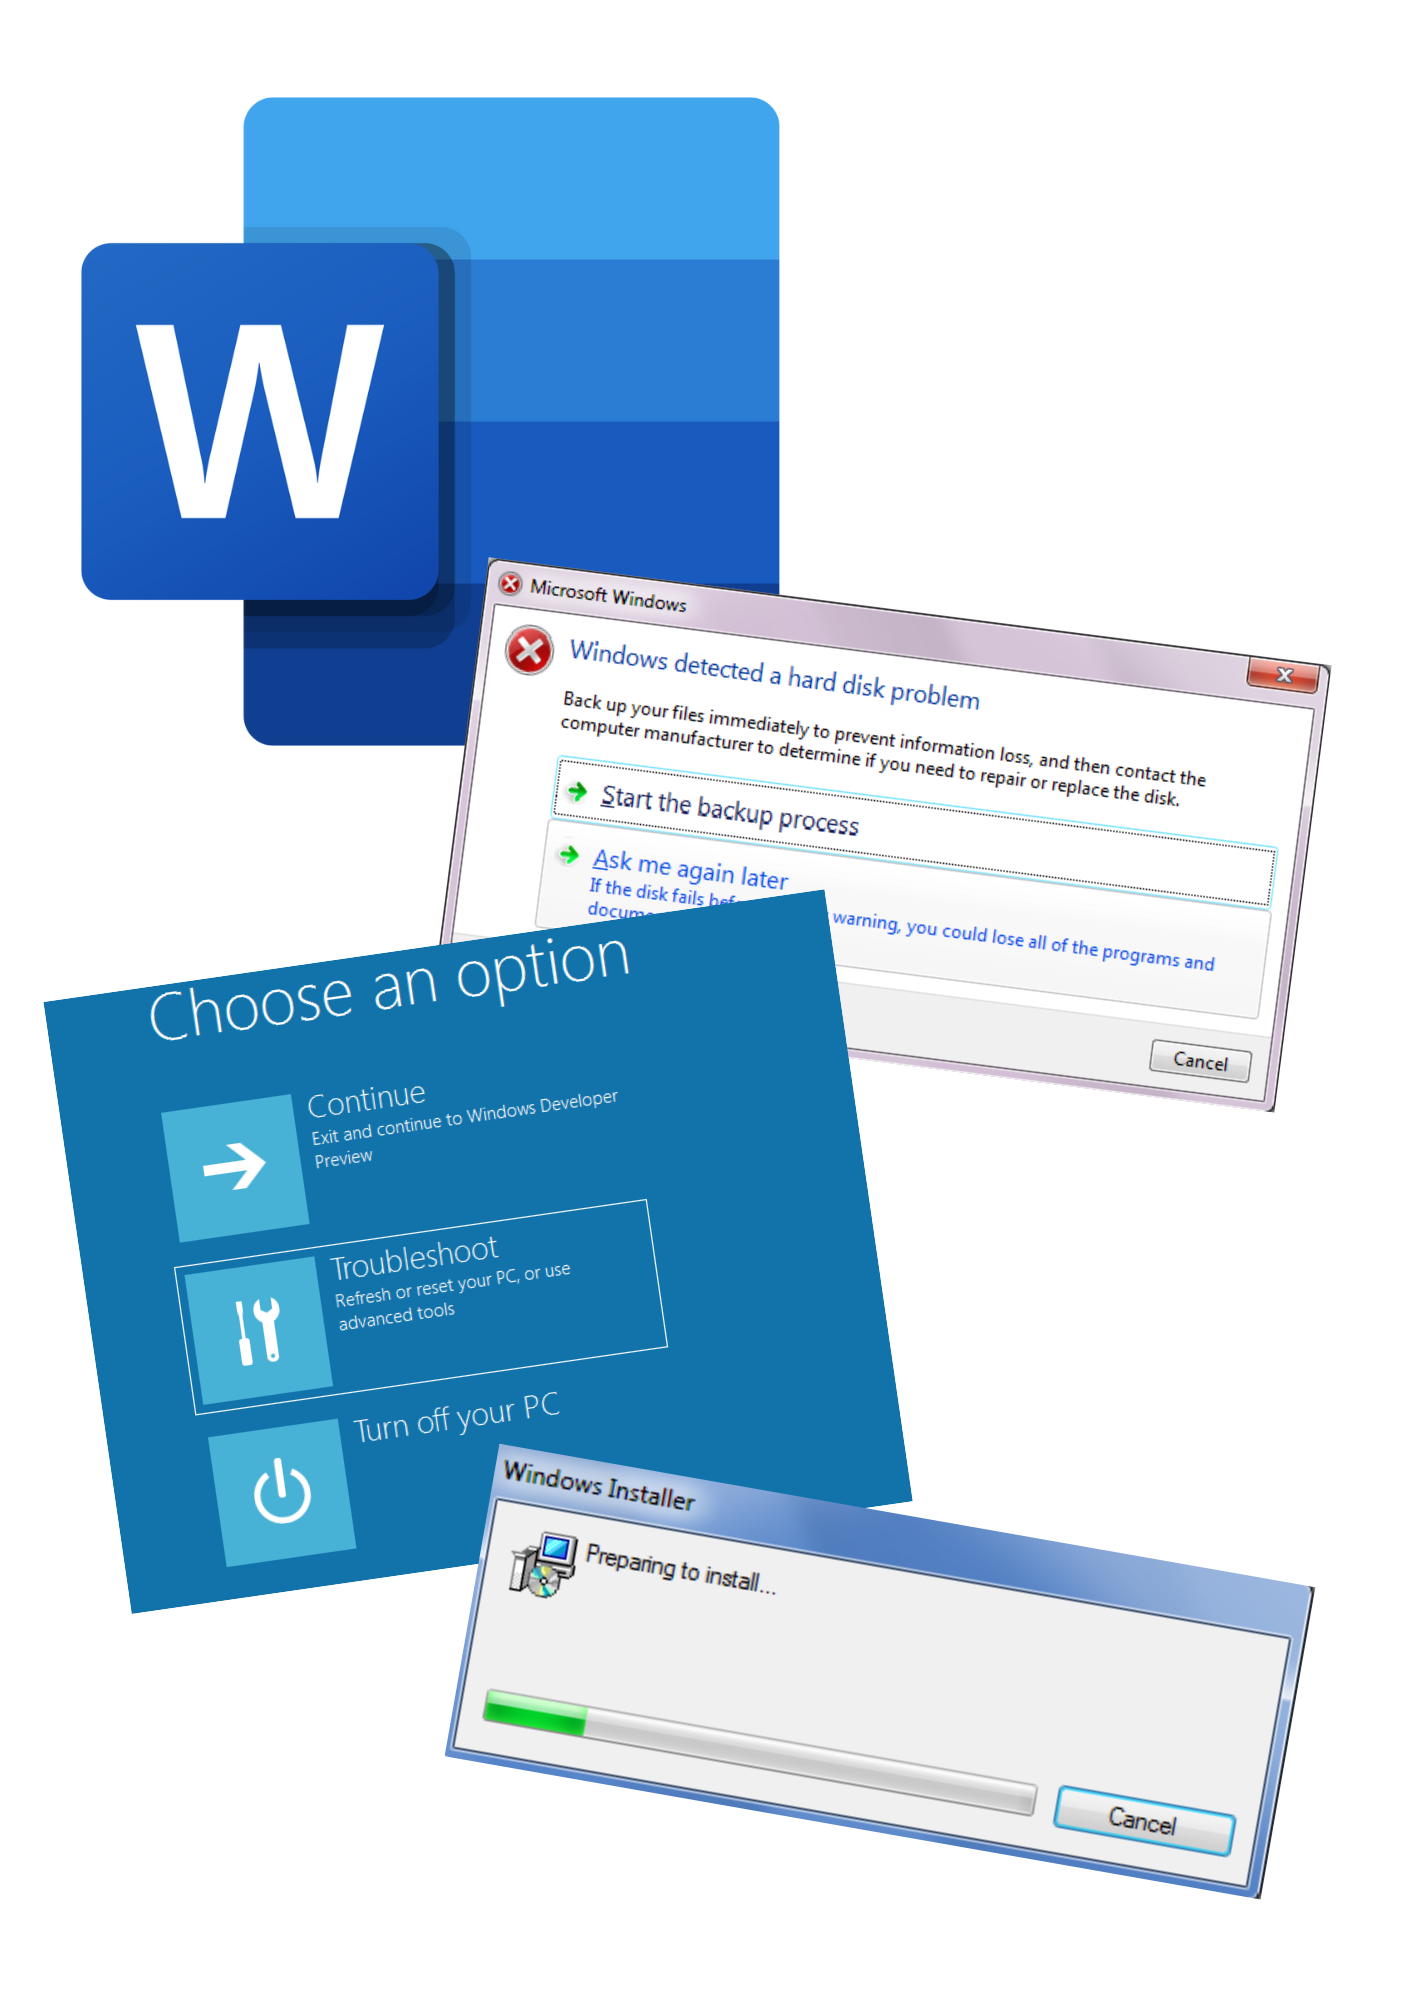 W
Microsoft Windows
Windows detected a hard disk problem
Back up your files immediately to prevent information loss, and then contact the
computer manufacturer to determine if you need to repair or replace the disk.
Start the backup process
Ask me again later
If the disk fails warning, you could lose all of the programs and
Cancel
Choose an option
Continue
Exit and continue to Windows Developer
Preview
Troubleshoot
Refresh or reset your PC, or use
advanced tools
Turn off your PC
Windows Installer
Preparing to install...
Cancel